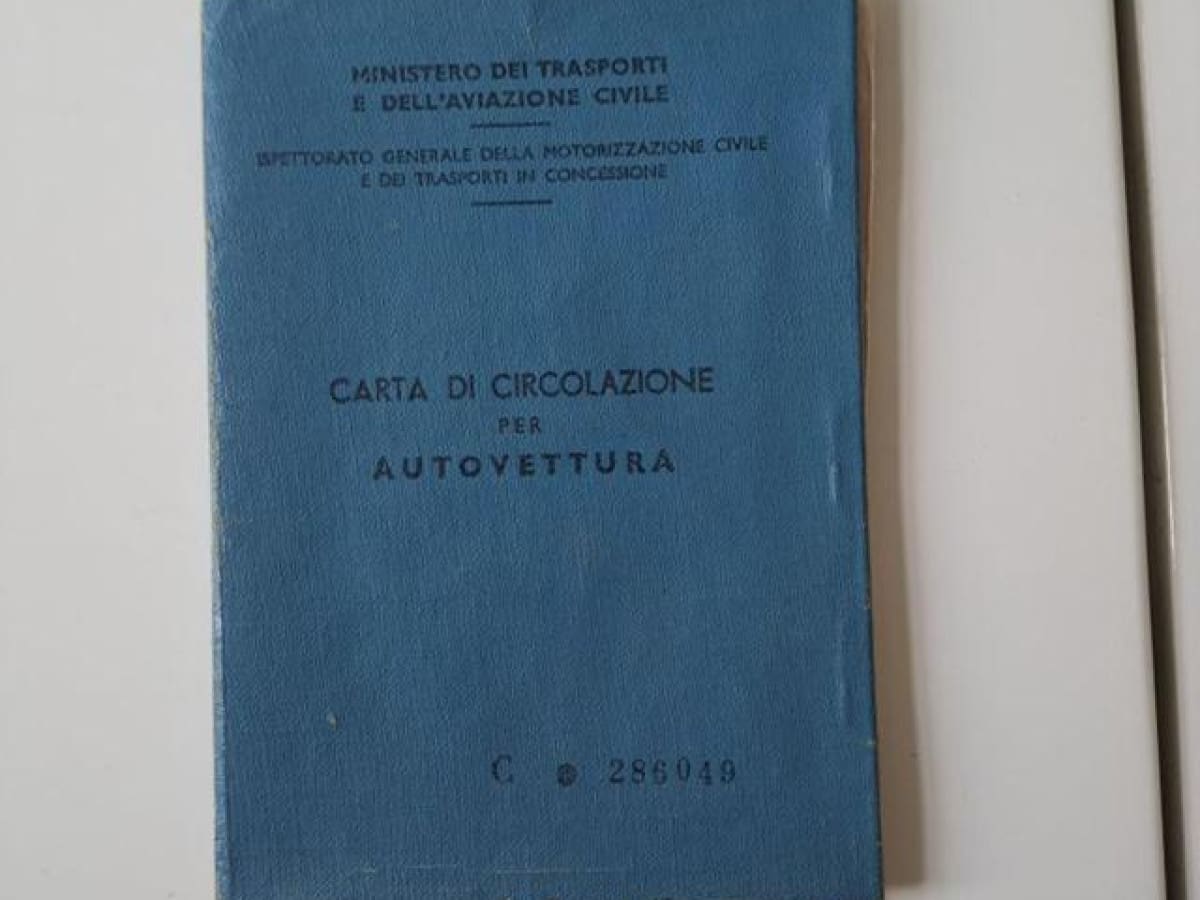 MINISTERO DEI TRASPORTI
E DELL'AVIAZIONE CIVILE
ISPETTORATO GENERALE DELLA MOTORIZZAZIONE CIVILE
E DEI TRASPORTI IN CONCESSIONE
CARTA DI CIRCOLAZIONE
PER
AUTOVETTURA
C 286049